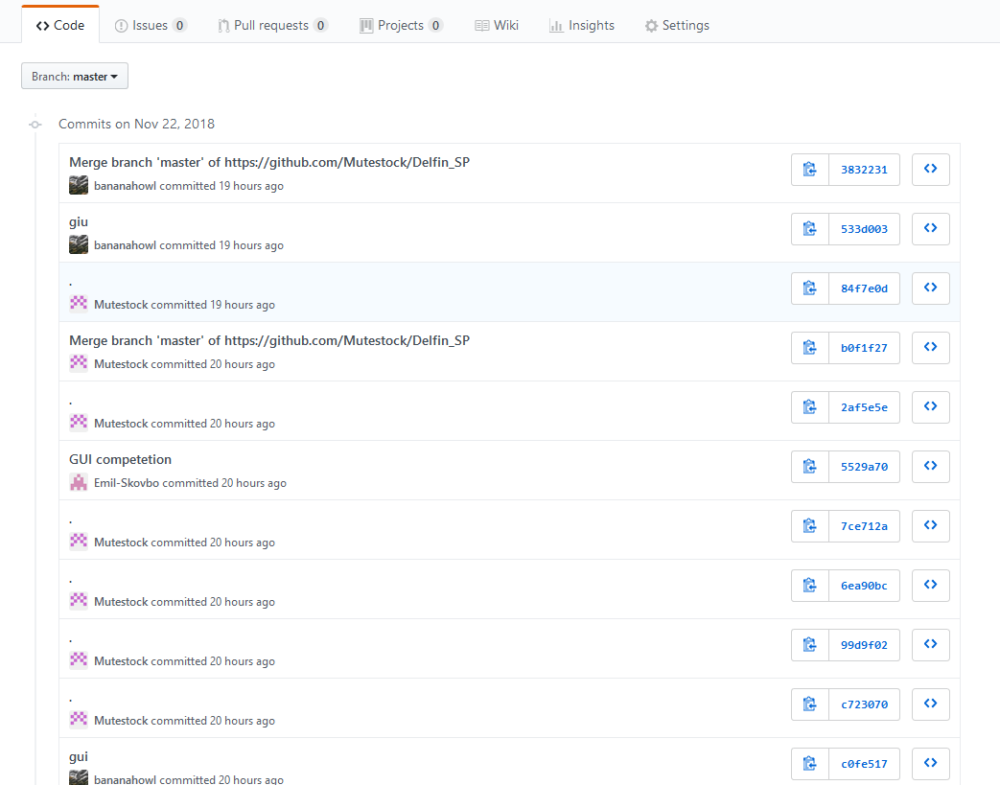 Code Issues 0 Pull requests 0 Projects 0 Wiki Insights Settings
Branch: master
Commits on Nov 22, 2018
Merge branch 'master' of https://github.com/Mutestock/Delfin_SP
bananahowl committed 19 hours ago
3832231
giu
bananahowl committed 19 hours ago
533d003
.
Mutestock committed 19 hours ago
84f7e0d
Merge branch 'master' of https://github.com/Mutestock/Delfin_SP
Mutestock committed 20 hours ago
b0f1f27
.
Mutestock committed 20 hours ago
2af5e5e
GUI competetion
Emil-Skovbo committed 20 hours ago
5529a70
.
Mutestock committed 20 hours ago
7ce712a
.
Mutestock committed 20 hours ago
6ea90bc
.
Mutestock committed 20 hours ago
99d9f02
.
Mutestock committed 20 hours ago
c723070
gui
bananahowl committed 20 hours ago
c0fe517